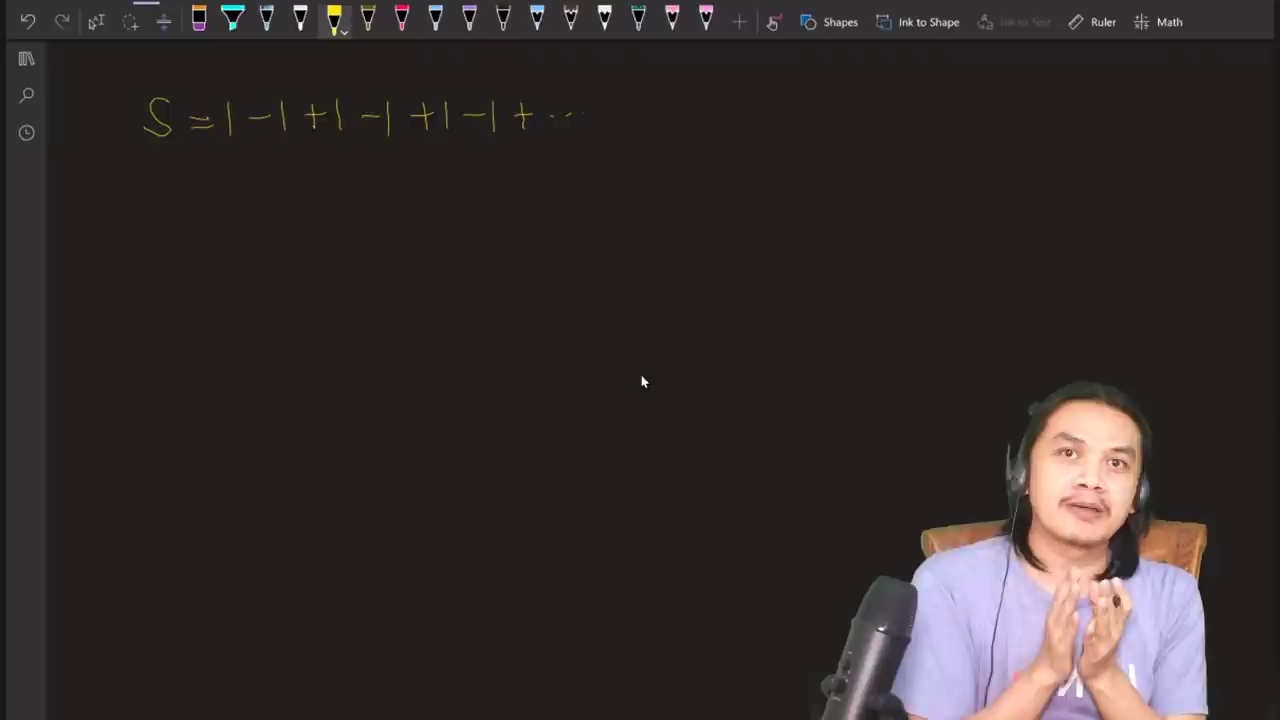 Shapes Ink to Shape Ink to Text Ruler Math
S = 1 - 1 + 1 - 1 + 1 - 1 + ...